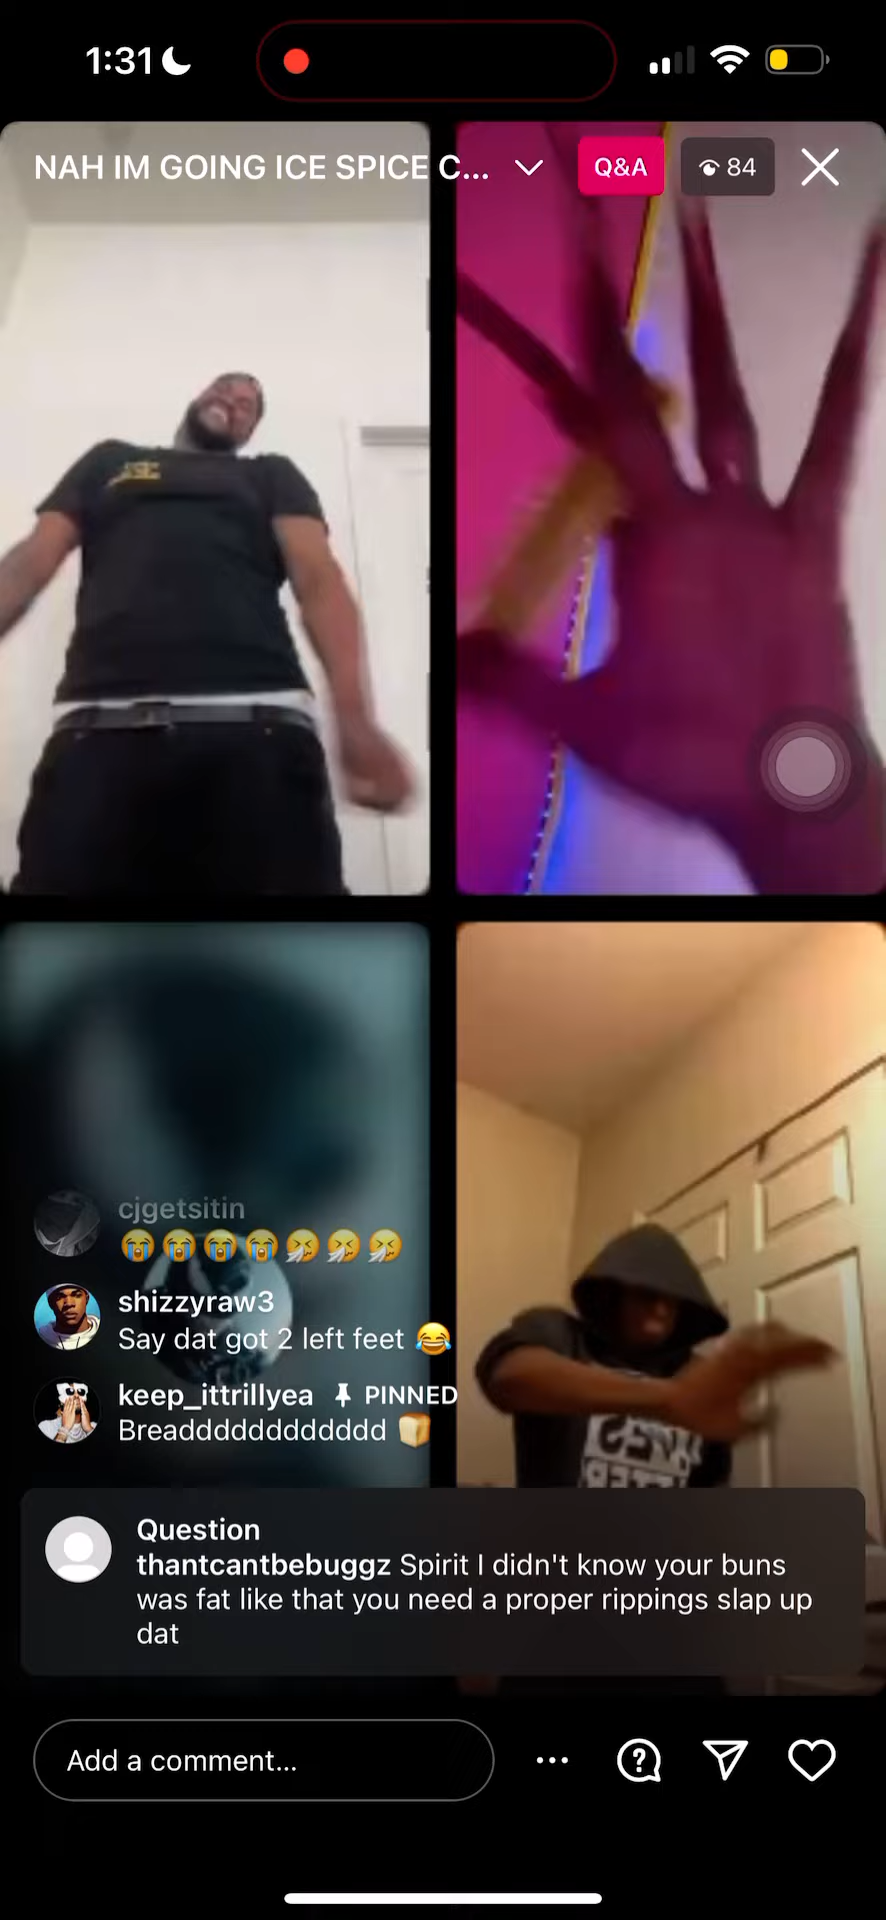 1:31
NAH IM GOING ICE SPICE C...
Q&A
84
cjgetsitin
😭😭😭😭🤧🤧🤧
shizzyraw3
Say dat got 2 left feet 😂
keep_ittrillyea PINNED
Breaddddddddddd 🍞
Question
thantcantbebuggz Spirit I didn't know your buns
was fat like that you need a proper rippings slap up
dat
Add a comment...